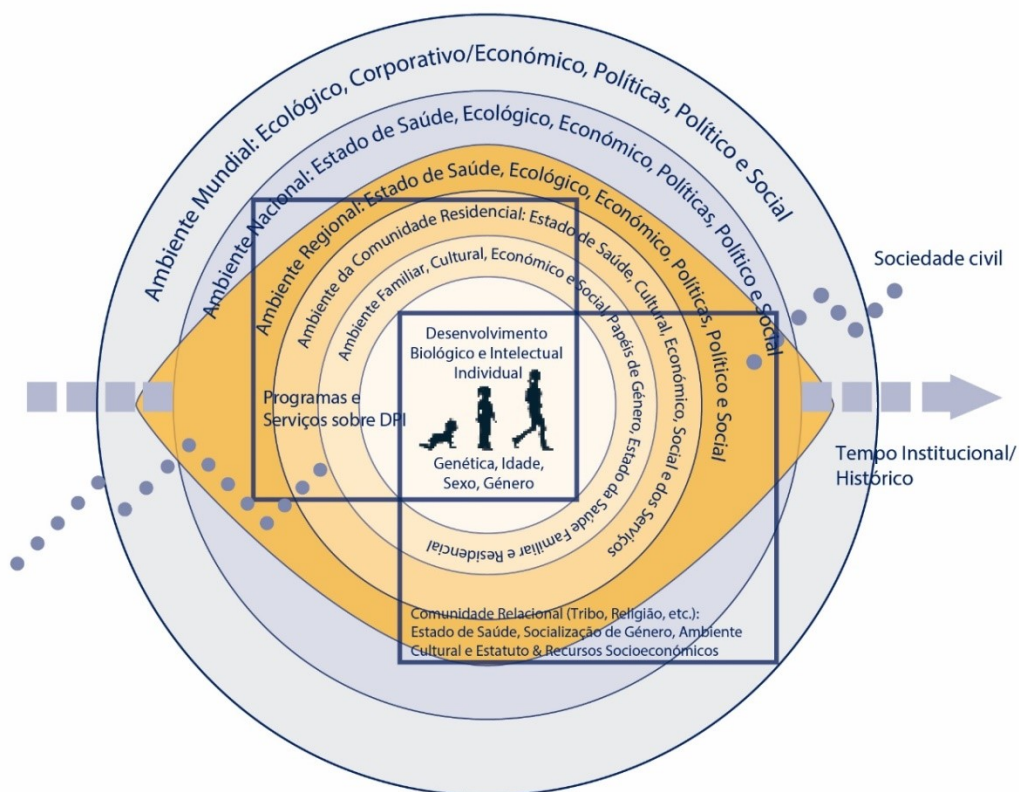 Ambiente Mundial: Ecológico, Corporativo/Económico, Políticas, Político e Social
Ambiente Nacional: Estado de Saúde, Ecológico, Económico, Políticas, Político e Social
Ambiente Regional: Estado de Saúde, Ecológico, Económico, Políticas, Político e Social
Ambiente da Comunidade Residencial: Estado de Saúde, Cultural, Económico, Social e dos Serviços
Ambiente Familiar, Cultural, Económico e Social, Papéis de Género, Estado da Saúde Familiar e Residencial
Sociedade civil
Desenvolvimento
Biológico e Intelectual
Individual
Programas e
Serviços sobre DPI
Genética, Idade,
Sexo, Género
Tempo Institucional/
Histórico
Comunidade Relacional (Tribo, Religião, etc.):
Estado de Saúde, Socialização de Género, Ambiente
Cultural e Estatuto & Recursos Socioeconómicos